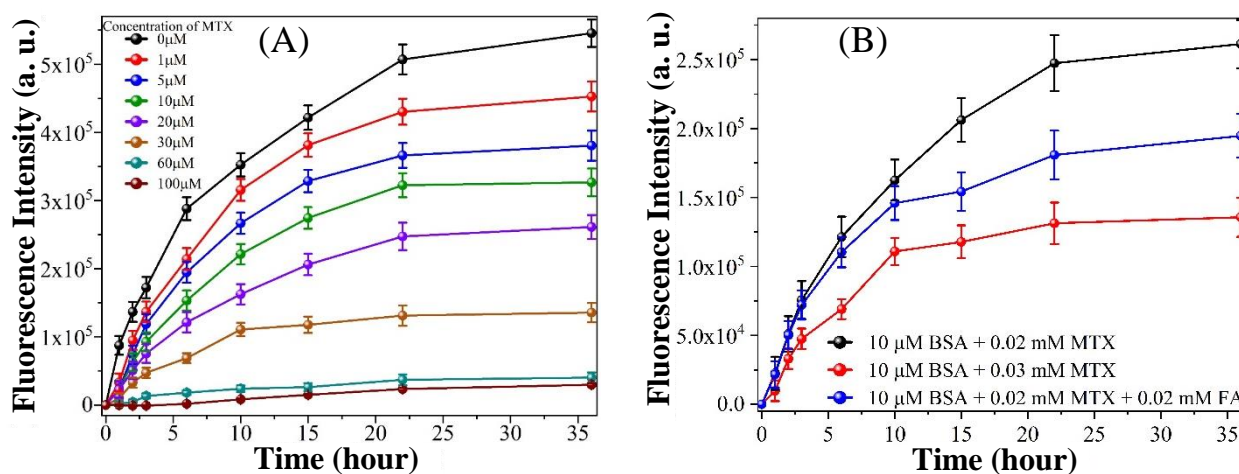 Concentration of MTX
0μM
1μM
5μM
10μM
20μM
30μM
60μM
100μM
(A)
Fluorescence Intensity (a. u.)
5x10⁵
4x10⁵
3x10⁵
2x10⁵
1x10⁵
0
0 5 10 15 20 25 30 35
Time (hour)
(B)
Fluorescence Intensity (a. u.)
2.5x10⁵
2.0x10⁵
1.5x10⁵
1.0x10⁵
5.0x10⁴
0.0
10 μM BSA + 0.02 mM MTX
10 μM BSA + 0.03 mM MTX
10 μM BSA + 0.02 mM MTX + 0.02 mM FA
0 5 10 15 20 25 30 35
Time (hour)